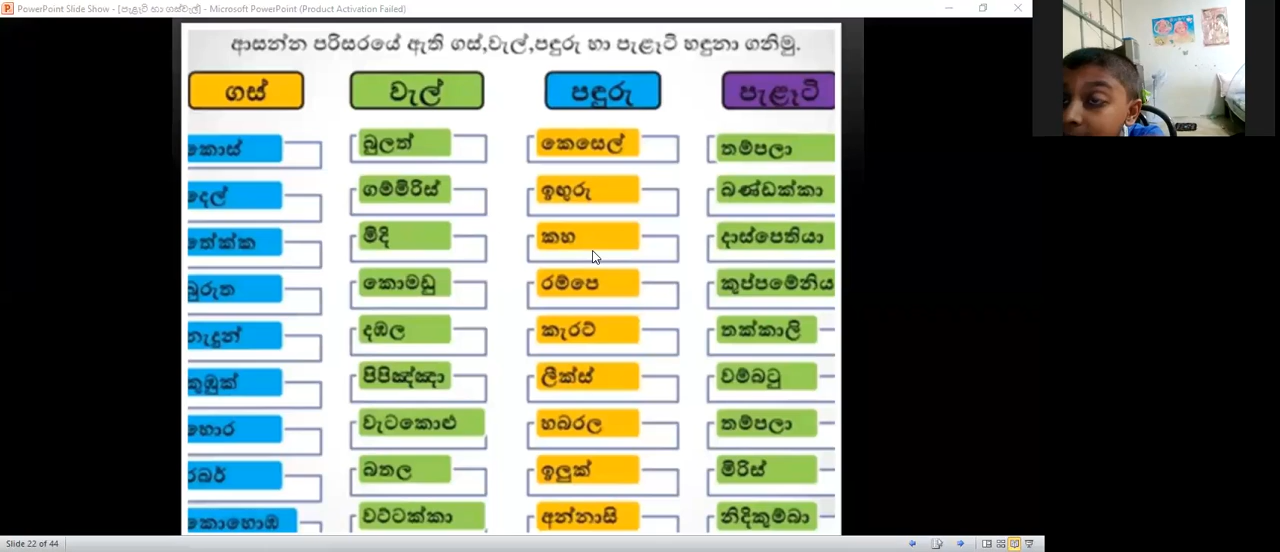 PowerPoint Slide Show - [පැළෑටි හා ගස්වැල්] - Microsoft PowerPoint (Product Activation Failed)
ආසන්න පරිසරයේ ඇති ගස්,වැල්,පඳුරු හා පැළෑටි හඳුනා ගනිමු.
ගස් වැල් පඳුරු පැළෑටි
කොස් බුලත් කෙසෙල් තම්පලා
දෙල් ගම්මිරිස් ඉඟුරු බණ්ඩක්කා
තේක්ක මිදි කහ දාස්පෙතියා
බුරුත කොමඩු රම්පෙ කුප්පමේනිය
නැදුන් දඹල කැරට් තක්කාලි
කුඹුක් පිපිඤ්ඤා ලීක්ස් වම්බටු
හොර වැටකොළු හබරල තම්පලා
රබර් බතල ඉලුක් මිරිස්
කොහොඹ වට්ටක්කා අන්නාසි නිදිකුම්බා
Slide 22 of 44